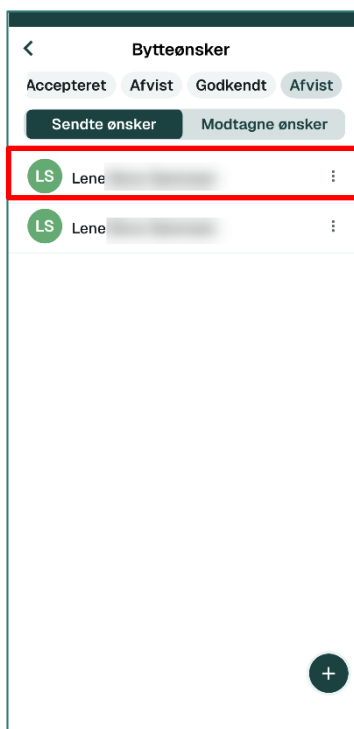 Bytteønsker
Accepteret Afvist Godkendt Afvist
Sendte ønsker Modtagne ønsker
LS Lene
LS Lene
+